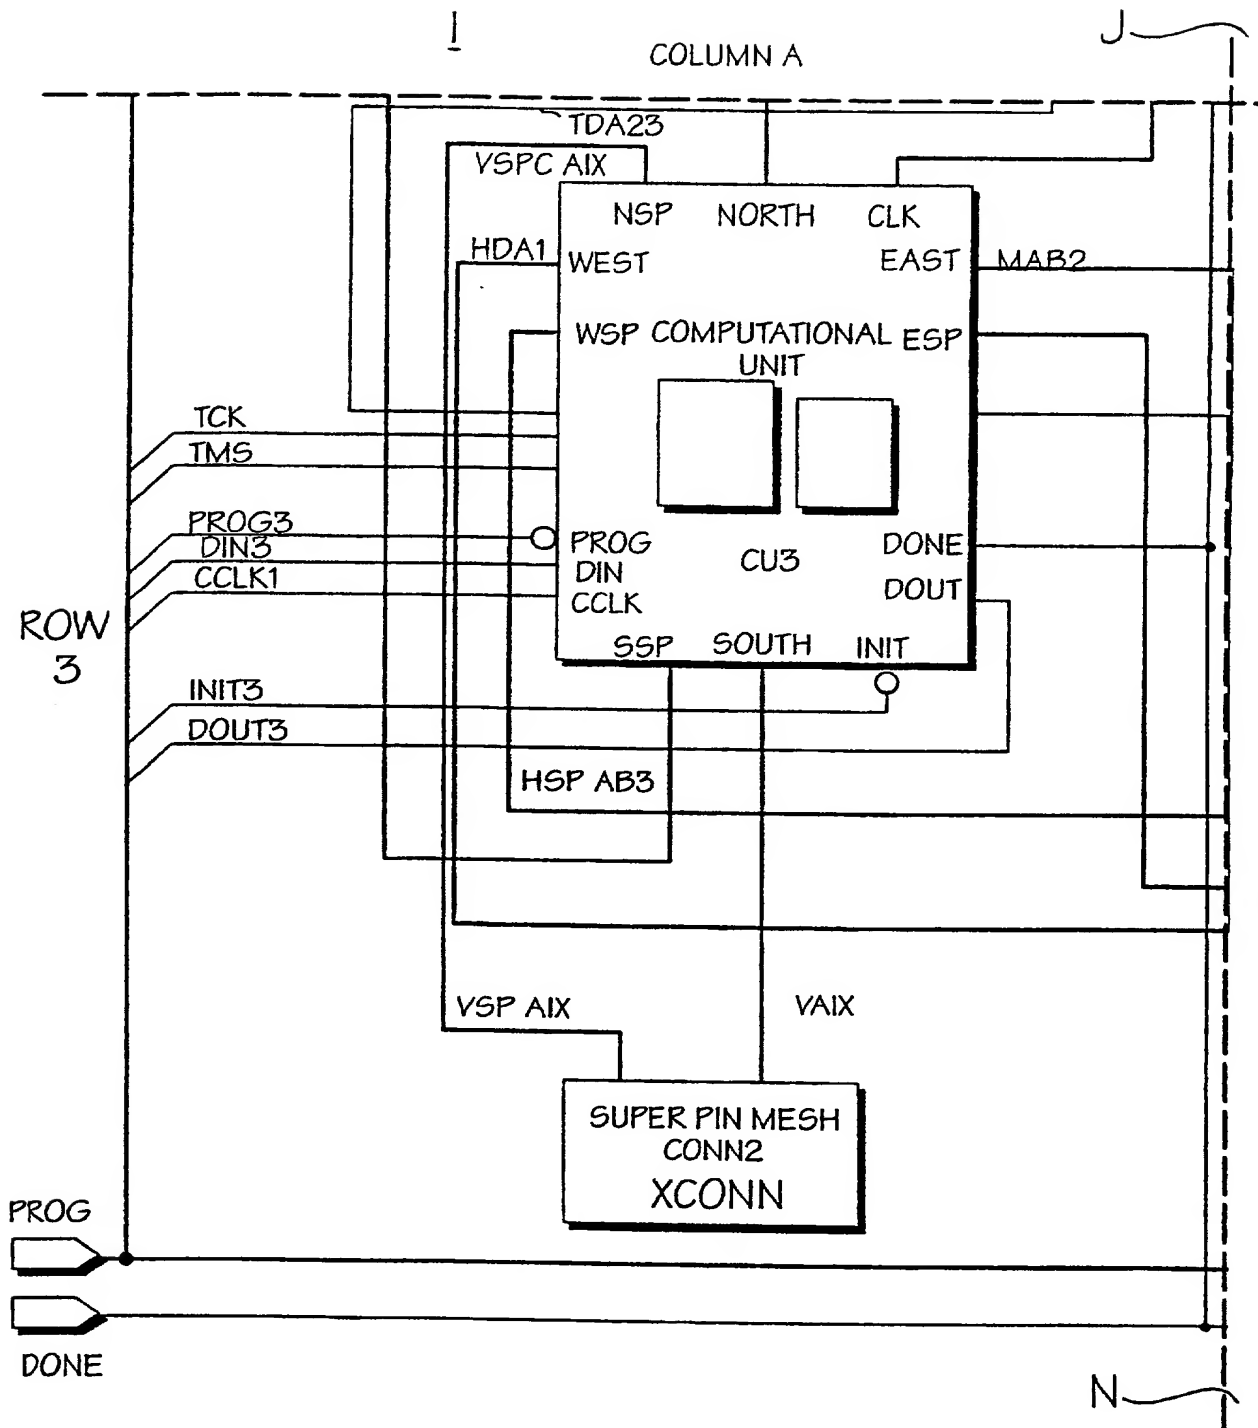 I
J
COLUMN A
TDA23
VSPC AIX
NSP NORTH CLK
HDA1 WEST EAST MAB2
WSP COMPUTATIONAL ESP
UNIT
TCK
TMS
PROG3
DIN3
CCLK1
PROG CU3 DONE
DIN
CCLK DOUT
ROW
3
SSP SOUTH INIT
INIT3
DOUT3
HSP AB3
VSP AIX VAIX
SUPER PIN MESH
CONN2
XCONN
PROG
DONE
N